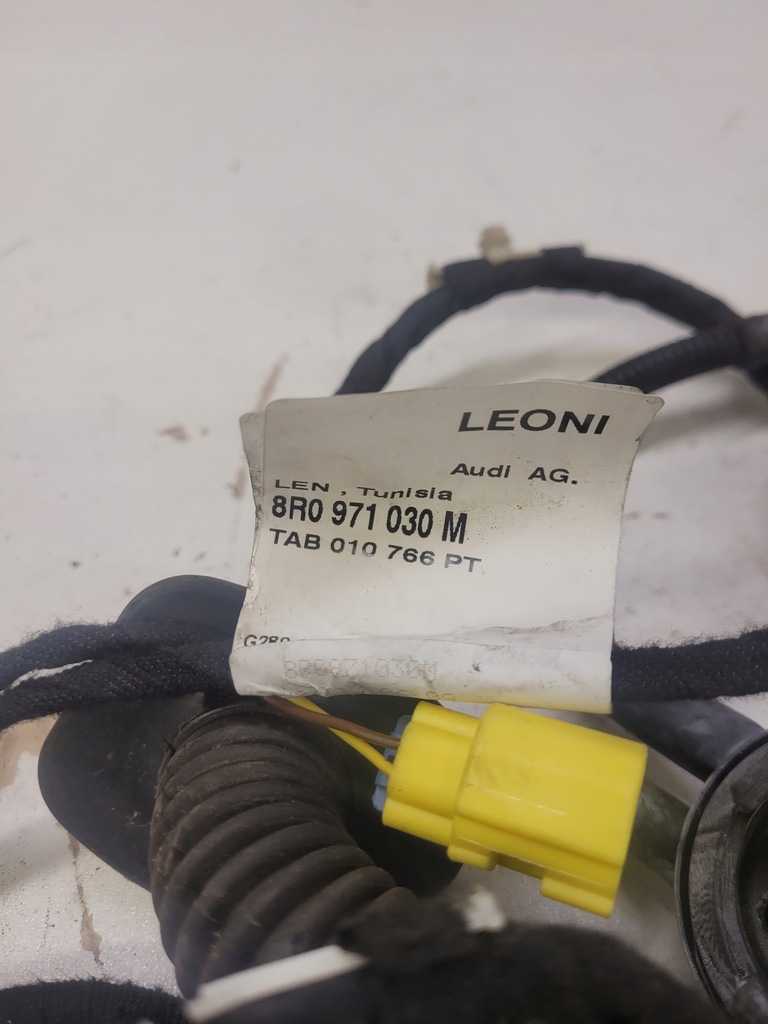 LEONI
Audi AG.
LEN , Tunisia
8R0 971 030 M
TAB 010 766 PT